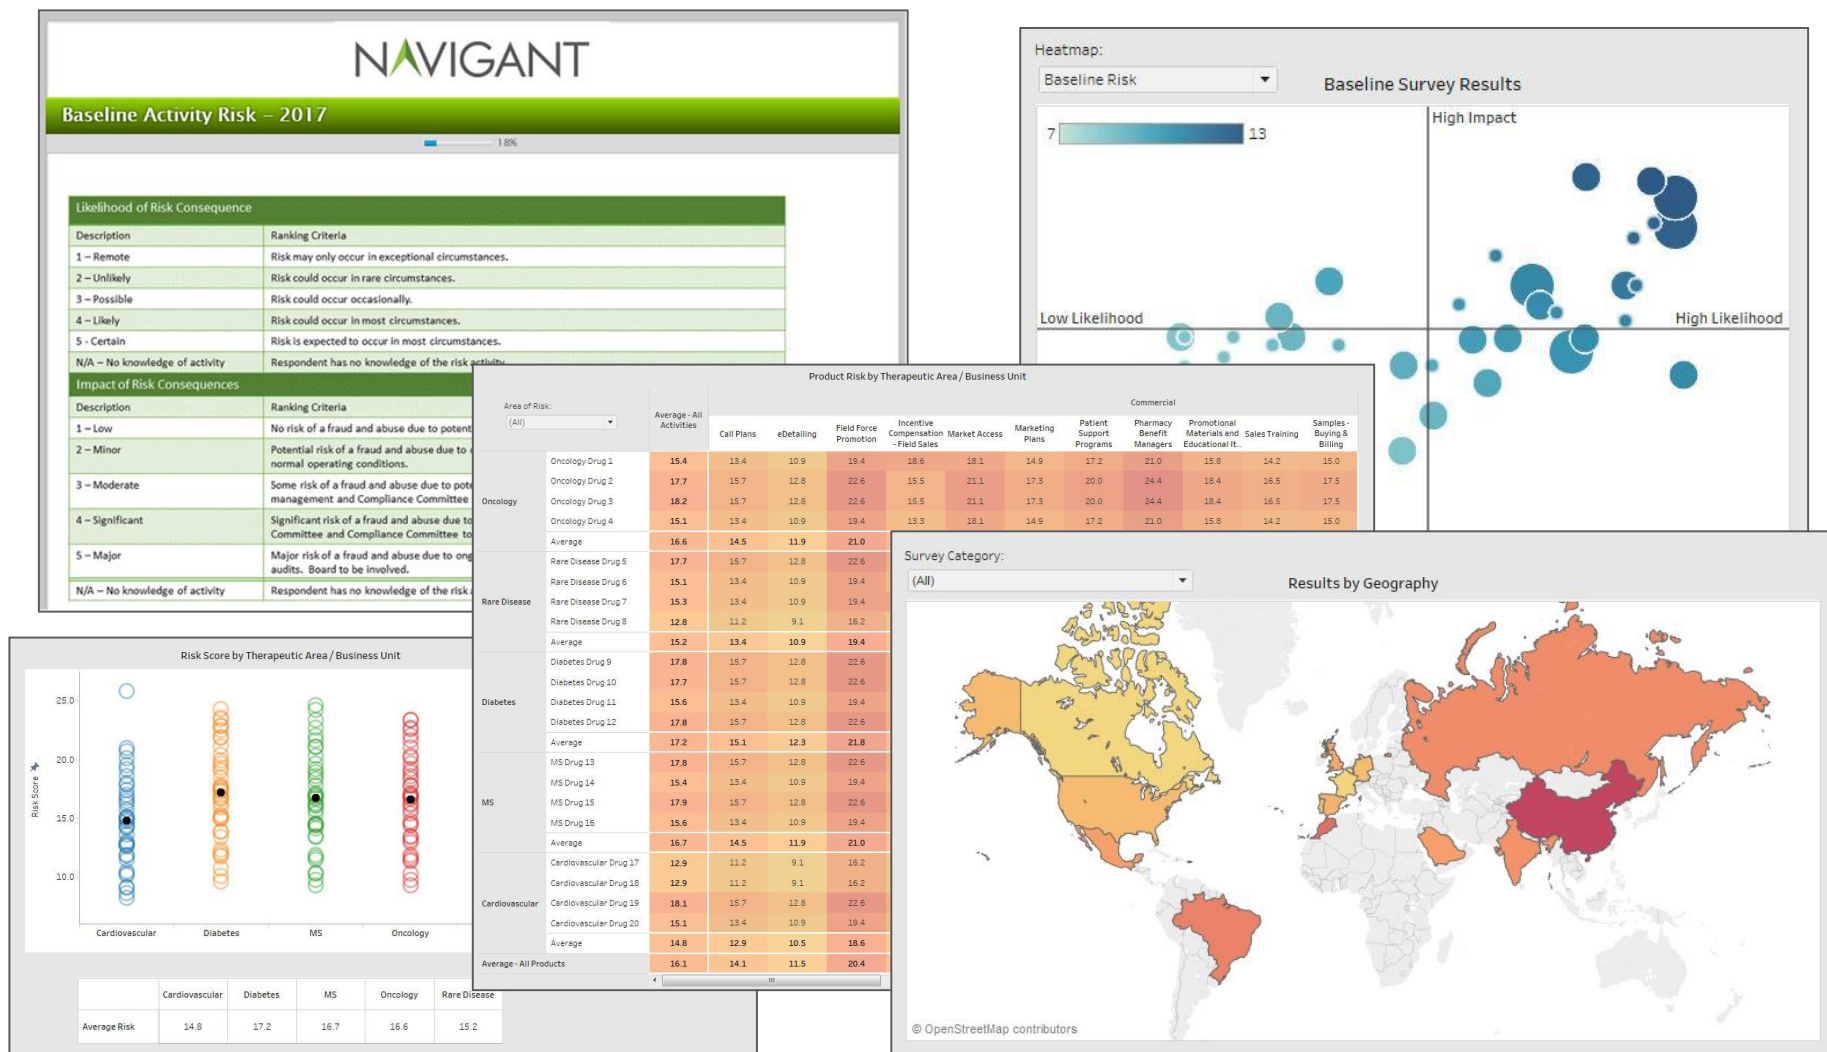 NAVIGANT
Baseline Activity Risk – 2017
18%
Likelihood of Risk Consequence
Description Ranking Criteria
1 – Remote Risk may only occur in exceptional circumstances.
2 – Unlikely Risk could occur in rare circumstances.
3 – Possible Risk could occur occasionally.
4 – Likely Risk could occur in most circumstances.
5 - Certain Risk is expected to occur in most circumstances.
N/A – No knowledge of activity Respondent has no knowledge of the risk activity
Impact of Risk Consequences
Description Ranking Criteria
1 – Low No risk of a fraud and abuse due to potent
2 – Minor Potential risk of a fraud and abuse due to
normal operating conditions.
3 – Moderate Some risk of a fraud and abuse due to pote
management and Compliance Committee
4 – Significant Significant risk of a fraud and abuse due to
Committee and Compliance Committee to
5 – Major Major risk of a fraud and abuse due to ong
audits. Board to be involved.
N/A – No knowledge of activity Respondent has no knowledge of the risk
Heatmap:
Baseline Risk
Baseline Survey Results
7 13
High Impact
Low Likelihood High Likelihood
Product Risk by Therapeutic Area / Business Unit
Area of Risk:
(All)
Commercial
Average - All Activities Call Plans eDetailing Field Force Promotion Incentive Compensation - Field Sales Market Access Marketing Plans Patient Support Programs Pharmacy Benefit Managers Promotional Materials and Educational It.. Sales Training Samples - Buying & Billing
Oncology
Oncology Drug 1 15.4 13.4 10.9 19.4 18.6 18.1 14.9 17.2 21.0 15.8 14.2 15.0
Oncology Drug 2 17.7 15.7 12.8 22.6 15.5 21.1 17.3 20.0 24.4 18.4 16.5 17.5
Oncology Drug 3 18.2 15.7 12.8 22.6 15.5 21.1 17.3 20.0 24.4 18.4 16.5 17.5
Oncology Drug 4 15.1 13.4 10.9 19.4 13.3 18.1 14.9 17.2 21.0 15.8 14.2 15.0
Average 16.6 14.5 11.9 21.0
Rare Disease
Rare Disease Drug 5 17.7 15.7 12.8 22.6
Rare Disease Drug 6 15.1 13.4 10.9 19.4
Rare Disease Drug 7 15.3 13.4 10.9 19.4
Rare Disease Drug 8 12.8 11.2 9.1 16.2
Average 15.2 13.4 10.9 19.4
Diabetes
Diabetes Drug 9 17.8 15.7 12.8 22.6
Diabetes Drug 10 17.7 15.7 12.8 22.6
Diabetes Drug 11 15.6 13.4 10.9 19.4
Diabetes Drug 12 17.8 15.7 12.8 22.6
Average 17.2 15.1 12.3 21.8
MS
MS Drug 13 17.8 15.7 12.8 22.6
MS Drug 14 15.4 13.4 10.9 19.4
MS Drug 15 17.9 15.7 12.8 22.6
MS Drug 16 15.6 13.4 10.9 19.4
Average 16.7 14.5 11.9 21.0
Cardiovascular
Cardiovascular Drug 17 12.9 11.2 9.1 16.2
Cardiovascular Drug 18 12.9 11.2 9.1 16.2
Cardiovascular Drug 19 18.1 15.7 12.8 22.6
Cardiovascular Drug 20 15.1 13.4 10.9 19.4
Average 14.8 12.9 10.5 18.6
Average - All Products 16.1 14.1 11.5 20.4
Risk Score by Therapeutic Area / Business Unit
Risk Score
25.0
20.0
15.0
10.0
Cardiovascular Diabetes MS Oncology
Cardiovascular Diabetes MS Oncology Rare Disease
Average Risk 14.8 17.2 16.7 16.6 15.2
Survey Category:
(All)
Results by Geography
© OpenStreetMap contributors